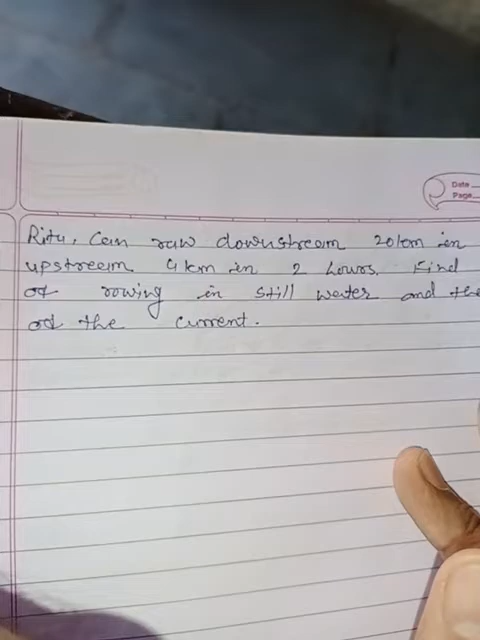 Date
Page
Ritu, Can raw downstream 20km in
upstream 4km in 2 hours. Find
of rowing in still water and the
of the current.